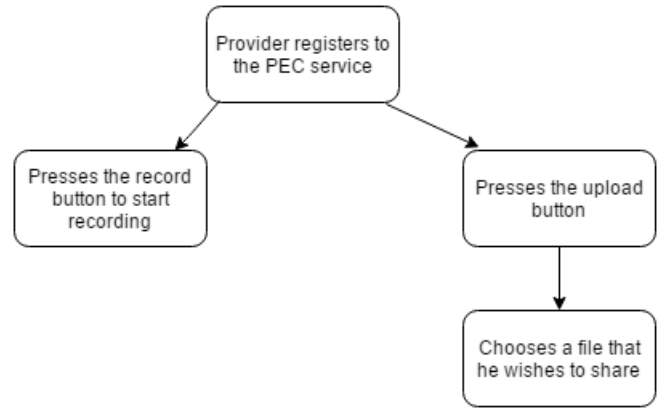 Provider registers to
the PEC service
Presses the record
button to start
recording
Presses the upload
button
Chooses a file that
he wishes to share